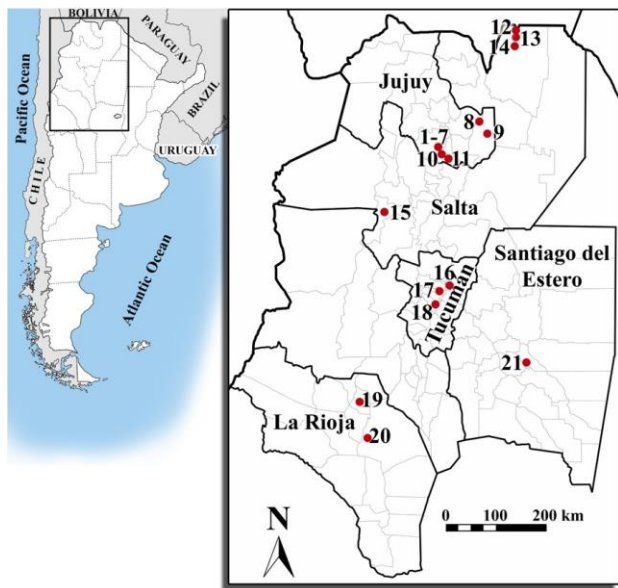 BOLIVIA
PARAGUAY
BRAZIL
URUGUAY
Pacific Ocean
CHILE
Atlantic Ocean
12
13
14
Jujuy
8
9
1-7
10
11
15
Salta
Santiago del
Estero
16
17
18
Tucumán
21
19
La Rioja
20
N
0 100 200 km